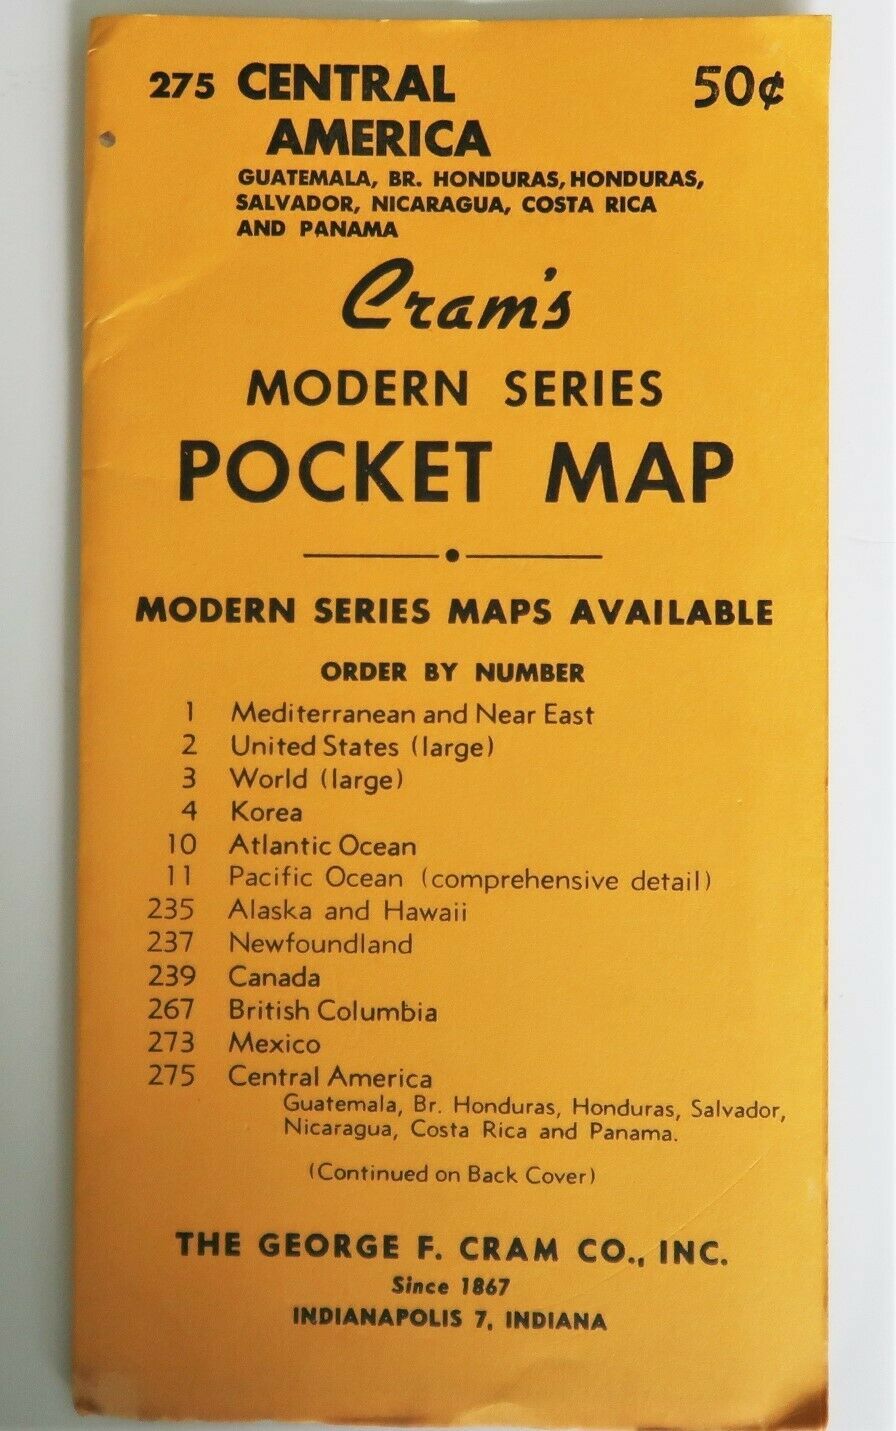 275 CENTRAL 50¢
AMERICA
GUATEMALA, BR. HONDURAS, HONDURAS,
SALVADOR, NICARAGUA, COSTA RICA
AND PANAMA
Cram's
MODERN SERIES
POCKET MAP
MODERN SERIES MAPS AVAILABLE
ORDER BY NUMBER
1 Mediterranean and Near East
2 United States (large)
3 World (large)
4 Korea
10 Atlantic Ocean
11 Pacific Ocean (comprehensive detail)
235 Alaska and Hawaii
237 Newfoundland
239 Canada
267 British Columbia
273 Mexico
275 Central America
Guatemala, Br. Honduras, Honduras, Salvador,
Nicaragua, Costa Rica and Panama.
(Continued on Back Cover)
THE GEORGE F. CRAM CO., INC.
Since 1867
INDIANAPOLIS 7, INDIANA